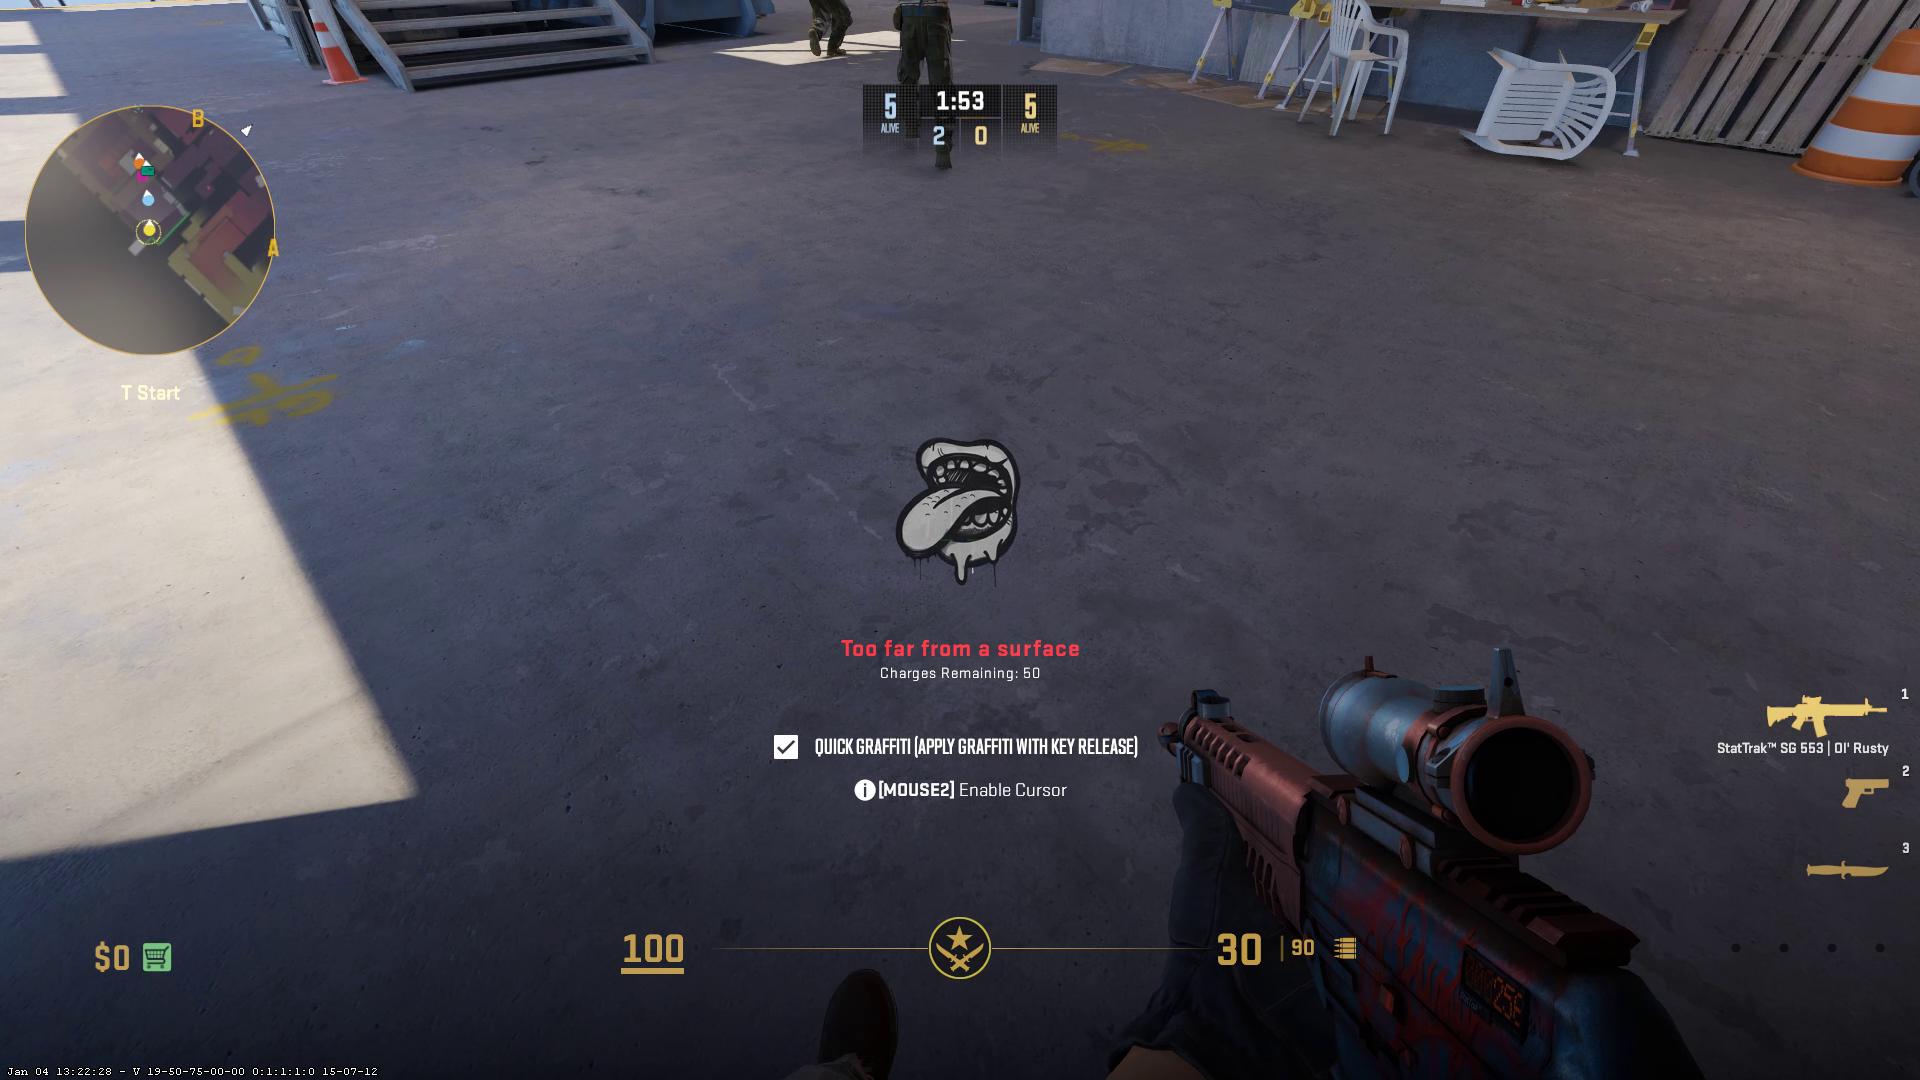 5
ALIVE
1:53
5
ALIVE
2
0
B
A
T Start
Too far from a surface
Charges Remaining: 50
QUICK GRAFFITI (APPLY GRAFFITI WITH KEY RELEASE)
[MOUSE2] Enable Cursor
1
StatTrak™ SG 553 | Ol' Rusty
2
3
$0
100
30
90
Jan 04 13:22:28 - V 19-50-75-00-00 0:1:1:1:0 15-07-12